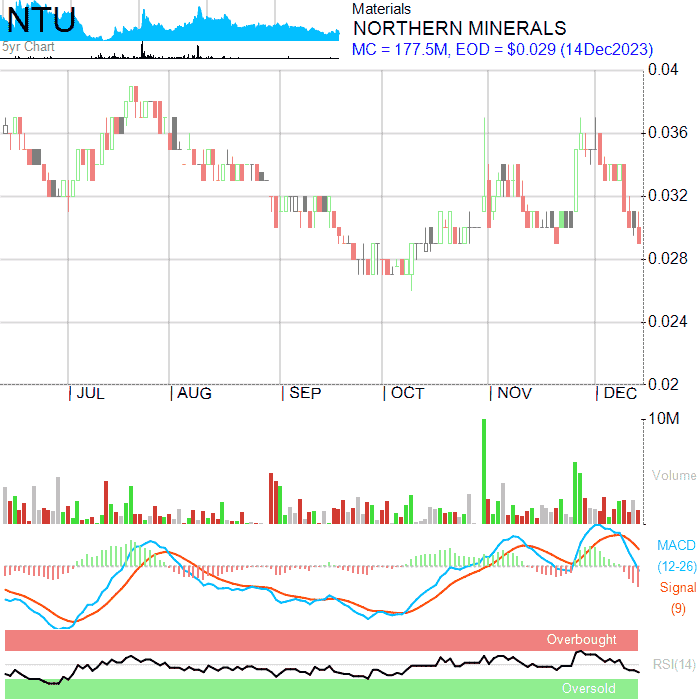 NTU
5yr Chart
Materials
NORTHERN MINERALS
MC = 177.5M, EOD = $0.029 (14Dec2023)
0.04
0.036
0.032
0.028
0.024
0.02
JUL AUG SEP OCT NOV DEC
10M
Volume
MACD
(12-26)
Signal
(9)
Overbought
RSI(14)
Oversold